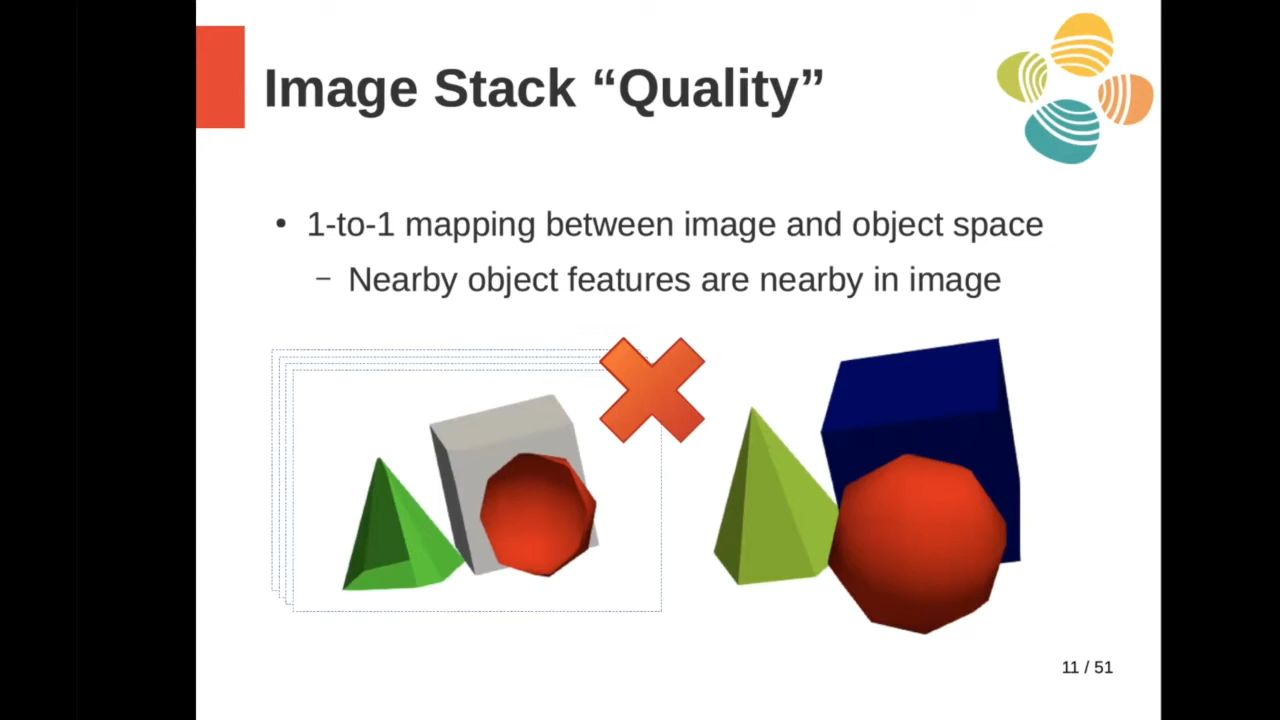 Image Stack “Quality”
• 1-to-1 mapping between image and object space
– Nearby object features are nearby in image
11 / 51